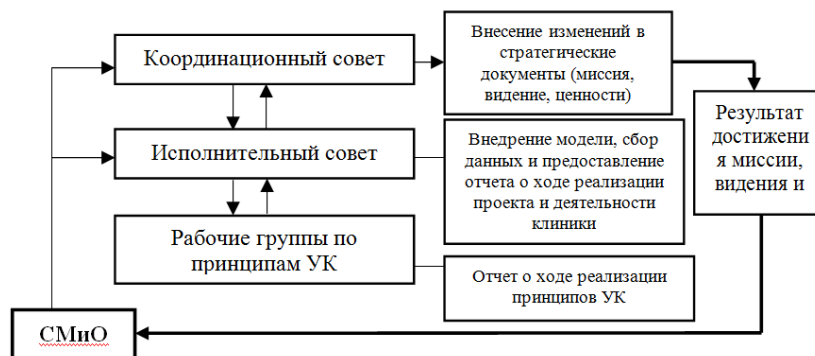 Координационный совет
Внесение изменений в
стратегические
документы (миссия,
видение, ценности)
Результат
достижени
я миссии,
видения и
Исполнительный совет
Внедрение модели, сбор
данных и предоставление
отчета о ходе реализации
проекта и деятельности
клиники
Рабочие группы по
принципам УК
Отчет о ходе реализации
принципов УК
СМиО